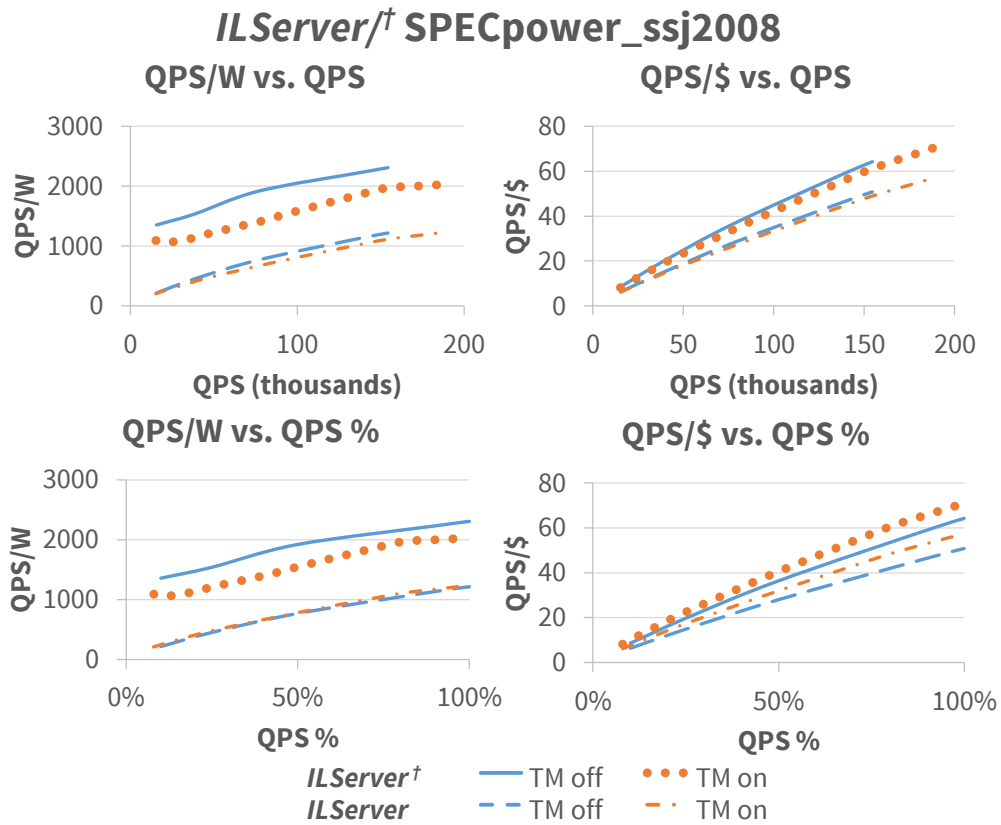 ILServer/† SPECpower_ssj2008
QPS/W vs. QPS
QPS/W
3000
2000
1000
0
0 100 200
QPS (thousands)
QPS/$ vs. QPS
QPS/$
80
60
40
20
0
0 50 100 150 200
QPS (thousands)
QPS/W vs. QPS %
QPS/W
3000
2000
1000
0
0% 50% 100%
QPS %
QPS/$ vs. QPS %
QPS/$
80
60
40
20
0
0% 50% 100%
QPS %
ILServer† TM off TM on
ILServer TM off TM on